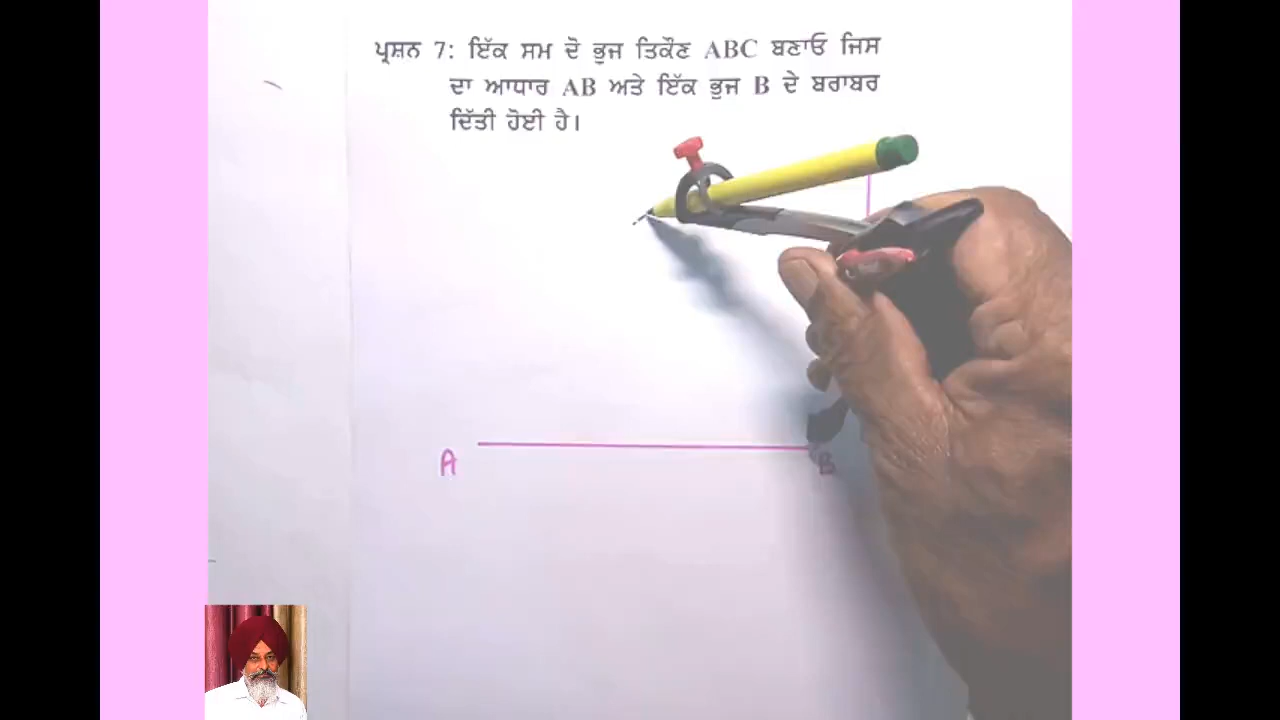 ਪ੍ਰਸ਼ਨ 7: ਇੱਕ ਸਮ ਦੋ ਭੁਜ ਤਿਕੌਣ ABC ਬਣਾਓ ਜਿਸ
ਦਾ ਆਧਾਰ AB ਅਤੇ ਇੱਕ ਭੁਜ B ਦੇ ਬਰਾਬਰ
ਦਿੱਤੀ ਹੋਈ ਹੈ।
A B